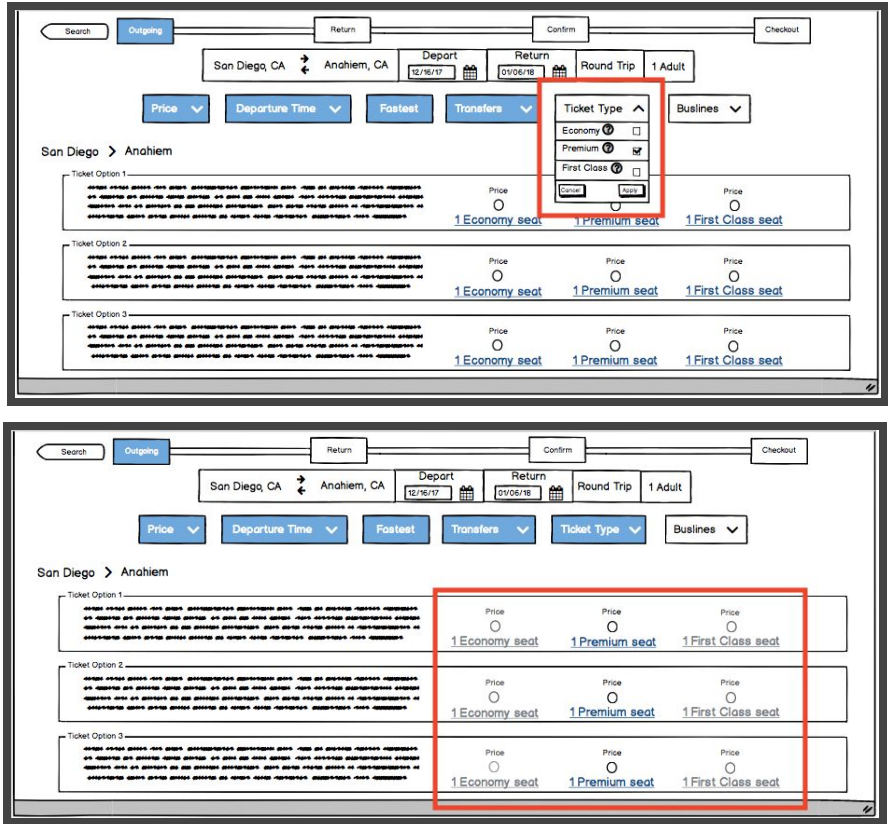 Search Outgoing Return Confirm Checkout
San Diego, CA Anahiem, CA Depart 12/16/17 Return 01/06/18 Round Trip 1 Adult
Price Departure Time Fastest Transfers Ticket Type Buslines
Economy ?
Premium ?
First Class ?
Cancel Apply
San Diego > Anahiem
Ticket Option 1
Price Price
1 Economy seat 1 Premium seat 1 First Class seat
Ticket Option 2
Price Price Price
1 Economy seat 1 Premium seat 1 First Class seat
Ticket Option 3
Price Price Price
1 Economy seat 1 Premium seat 1 First Class seat
Search Outgoing Return Confirm Checkout
San Diego, CA Anahiem, CA Depart 12/16/17 Return 01/06/18 Round Trip 1 Adult
Price Departure Time Fastest Transfers Ticket Type Buslines
San Diego > Anahiem
Ticket Option 1
Price Price Price
1 Economy seat 1 Premium seat 1 First Class seat
Ticket Option 2
Price Price Price
1 Economy seat 1 Premium seat 1 First Class seat
Ticket Option 3
Price Price Price
1 Economy seat 1 Premium seat 1 First Class seat